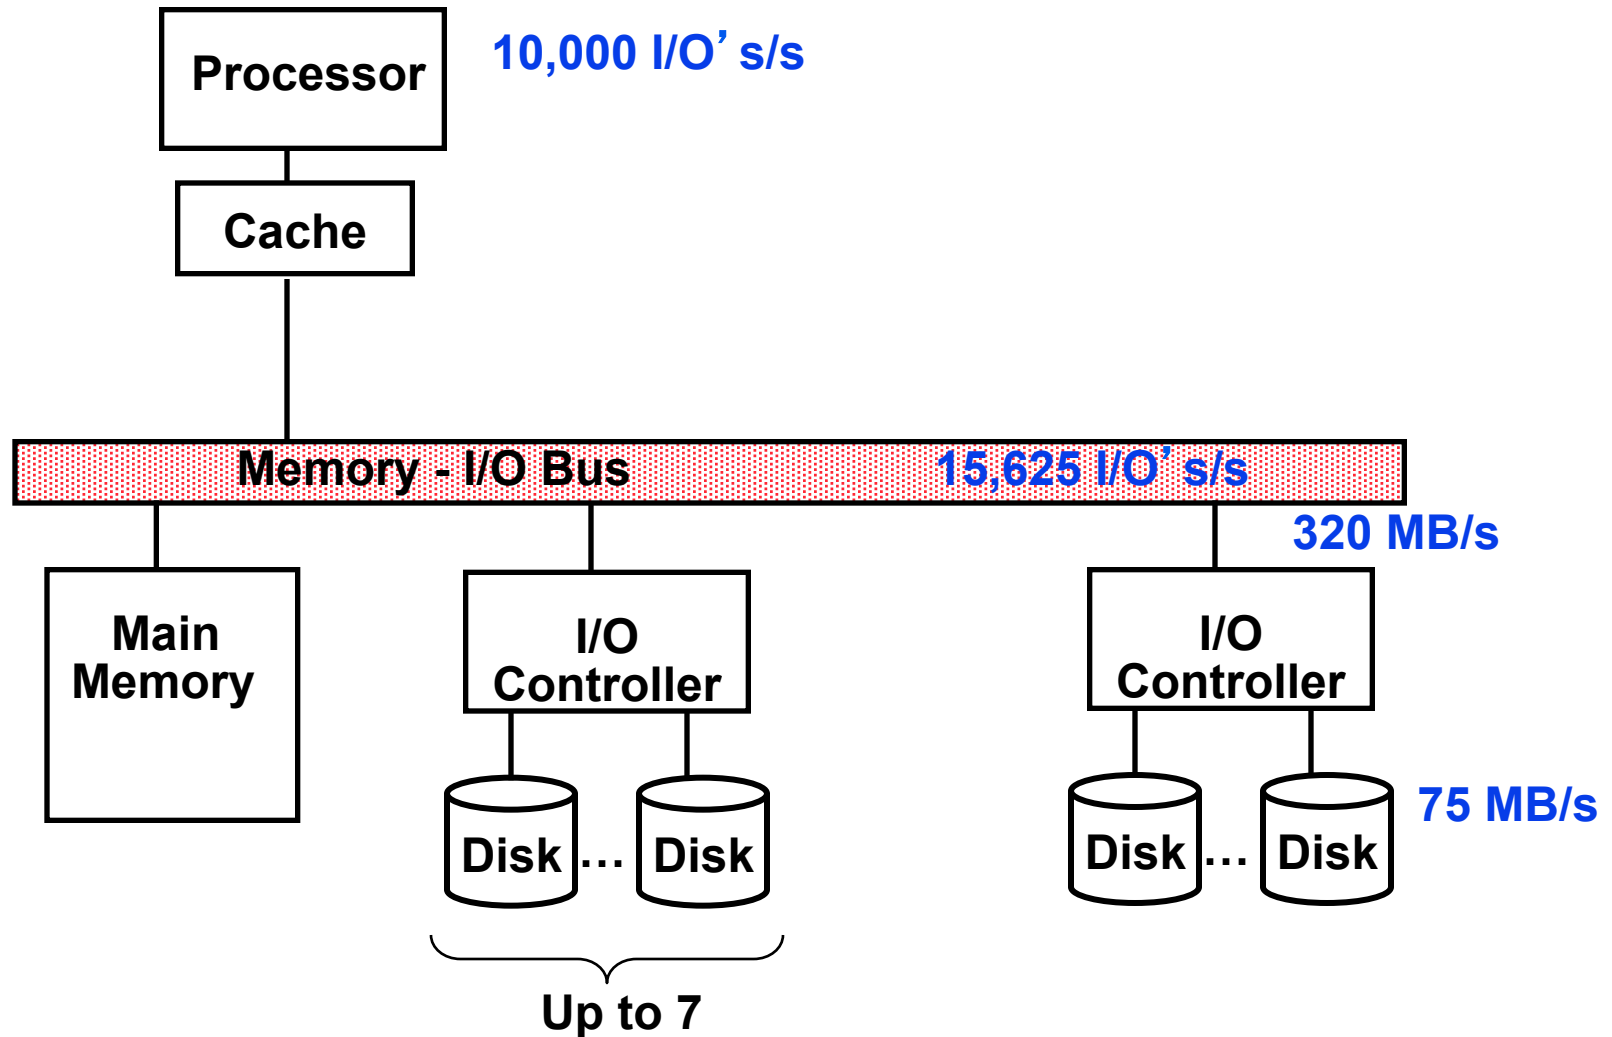 Processor
10,000 I/O’ s/s
Cache
Memory - I/O Bus
15,625 I/O’ s/s
320 MB/s
Main
Memory
I/O
Controller
I/O
Controller
Disk ... Disk
Disk ... Disk
75 MB/s
Up to 7